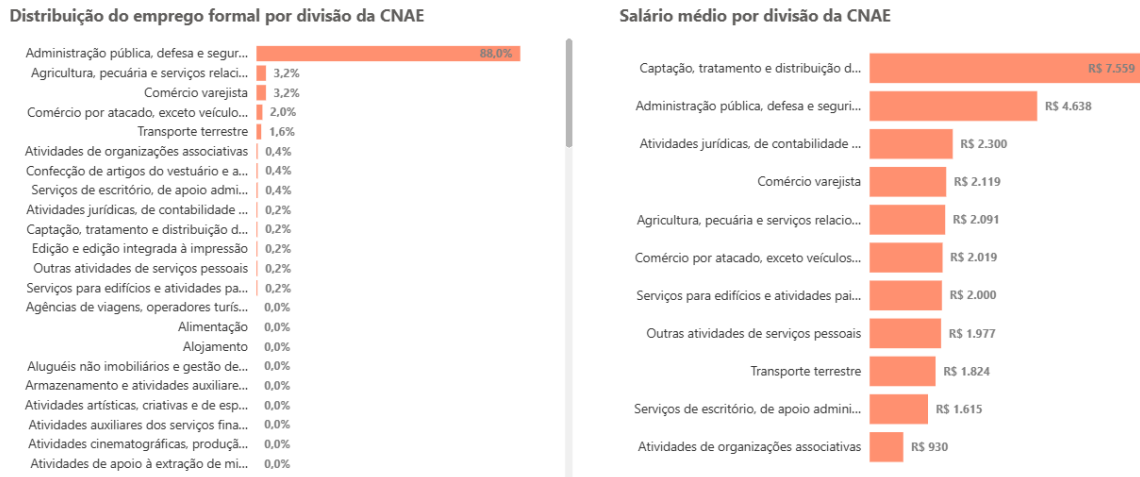 Distribuição do emprego formal por divisão da CNAE
Administração pública, defesa e segur... 88,0%
Agricultura, pecuária e serviços relaci... 3,2%
Comércio varejista 3,2%
Comércio por atacado, exceto veículo... 2,0%
Transporte terrestre 1,6%
Atividades de organizações associativas 0,4%
Confecção de artigos do vestuário e a... 0,4%
Serviços de escritório, de apoio admi... 0,4%
Atividades jurídicas, de contabilidade ... 0,2%
Captação, tratamento e distribuição d... 0,2%
Edição e edição integrada à impressão 0,2%
Outras atividades de serviços pessoais 0,2%
Serviços para edifícios e atividades pa... 0,2%
Agências de viagens, operadores turís... 0,0%
Alimentação 0,0%
Alojamento 0,0%
Aluguéis não imobiliários e gestão de... 0,0%
Armazenamento e atividades auxiliare... 0,0%
Atividades artísticas, criativas e de esp... 0,0%
Atividades auxiliares dos serviços fina... 0,0%
Atividades cinematográficas, produçã... 0,0%
Atividades de apoio à extração de mi... 0,0%
Salário médio por divisão da CNAE
Captação, tratamento e distribuição d... R$ 7.559
Administração pública, defesa e seguri... R$ 4.638
Atividades jurídicas, de contabilidade ... R$ 2.300
Comércio varejista R$ 2.119
Agricultura, pecuária e serviços relacio... R$ 2.091
Comércio por atacado, exceto veículos... R$ 2.019
Serviços para edifícios e atividades pai... R$ 2.000
Outras atividades de serviços pessoais R$ 1.977
Transporte terrestre R$ 1.824
Serviços de escritório, de apoio admini... R$ 1.615
Atividades de organizações associativas R$ 930